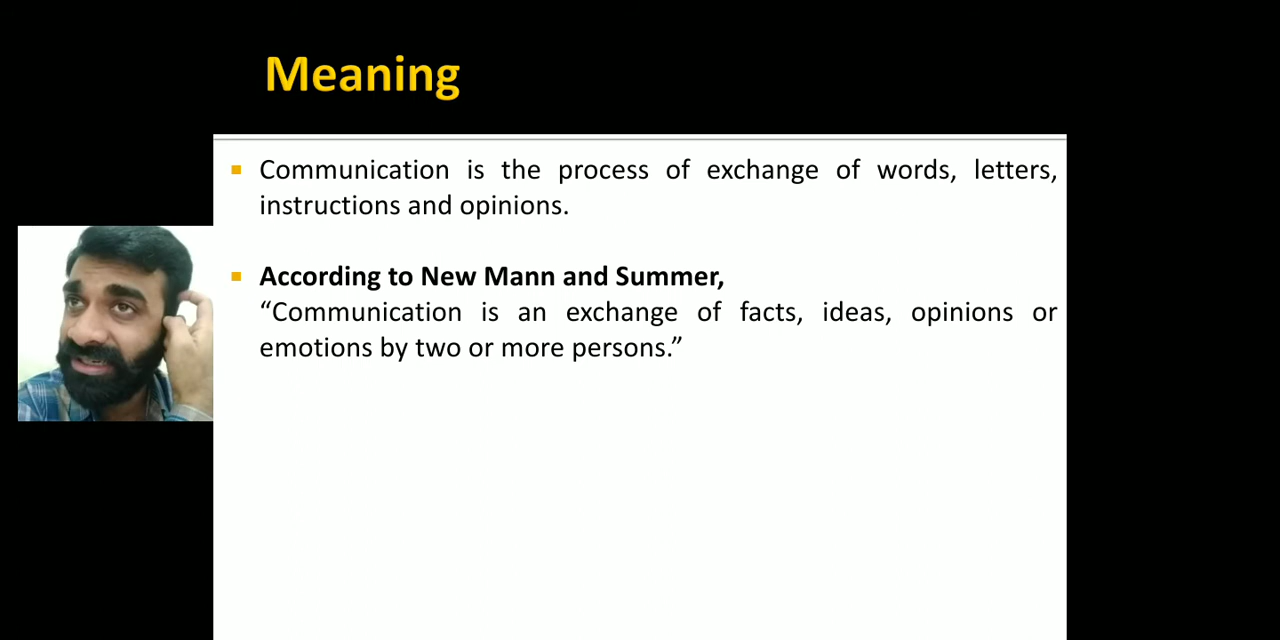 Meaning
Communication is the process of exchange of words, letters,
instructions and opinions.
According to New Mann and Summer,
“Communication is an exchange of facts, ideas, opinions or
emotions by two or more persons.”